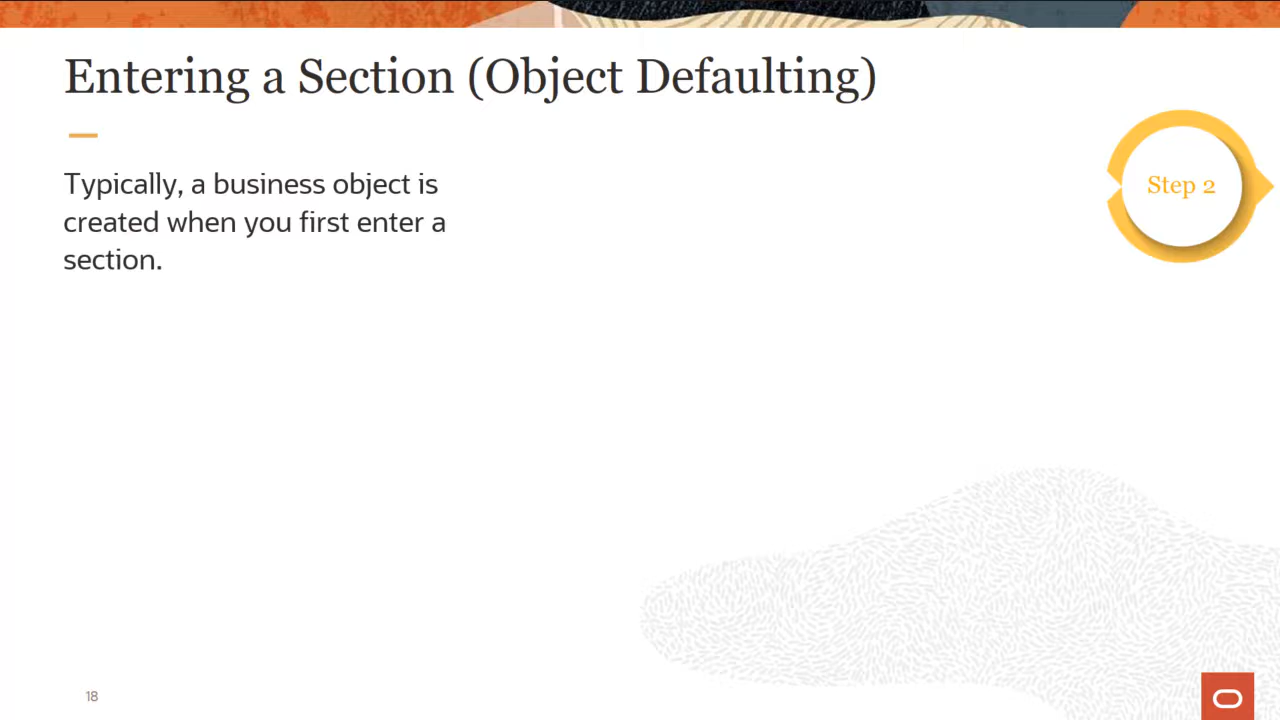 Entering a Section (Object Defaulting)
Typically, a business object is
created when you first enter a
section.
Step 2
18